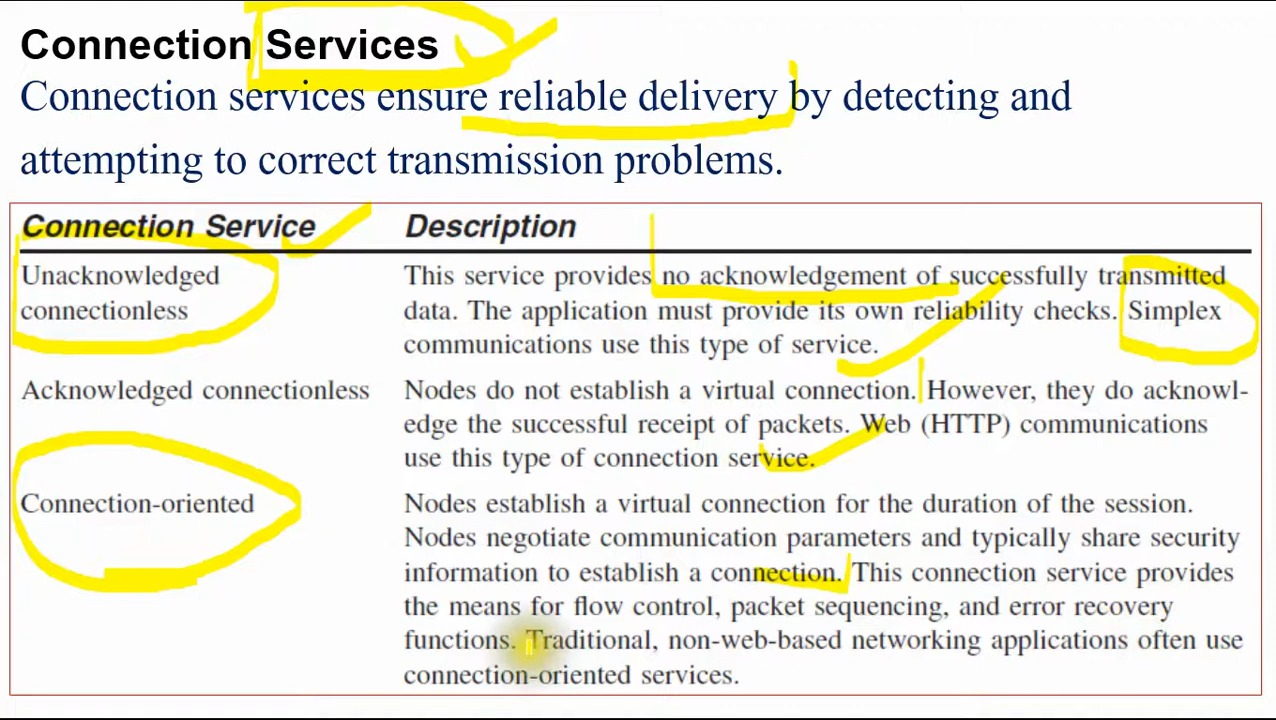 Connection Services
Connection services ensure reliable delivery by detecting and
attempting to correct transmission problems.
Connection Service Description
Unacknowledged This service provides no acknowledgement of successfully transmitted
connectionless data. The application must provide its own reliability checks. Simplex
communications use this type of service.
Acknowledged connectionless Nodes do not establish a virtual connection. However, they do acknowl-
edge the successful receipt of packets. Web (HTTP) communications
use this type of connection service.
Connection-oriented Nodes establish a virtual connection for the duration of the session.
Nodes negotiate communication parameters and typically share security
information to establish a connection. This connection service provides
the means for flow control, packet sequencing, and error recovery
functions. Traditional, non-web-based networking applications often use
connection-oriented services.